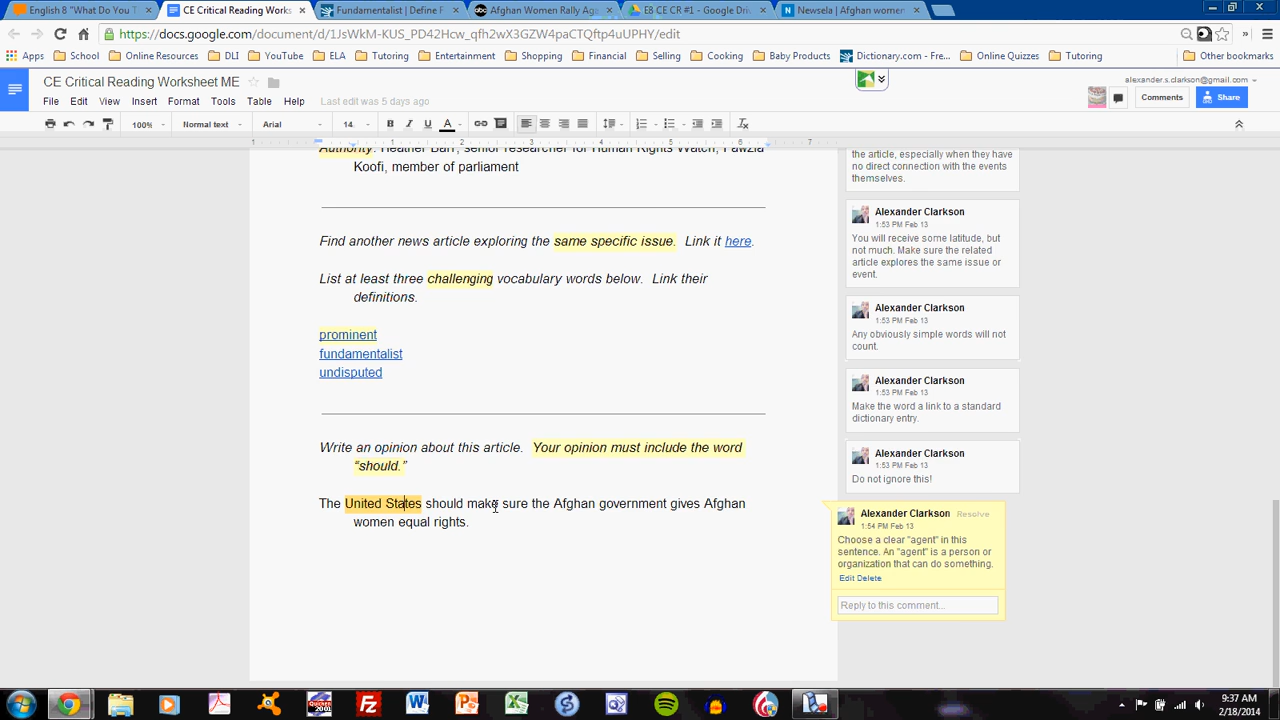 English 8 "What Do You T
CE Critical Reading Works
Fundamentalist | Define F
Afghan Women Rally Ag
E8 CE CR #1 - Google Driv
Newsela | Afghan women
https://docs.google.com/document/d/1JsWkM-KUS_PD42Hcw_qfh2wX3GZW4paCTQftp4uUPHY/edit
Apps School Online Resources DLI YouTube ELA Tutoring Entertainment Shopping Financial Selling Cooking Baby Products Dictionary.com - Free... Online Quizzes Tutoring Other bookmarks
CE Critical Reading Worksheet ME
alexander.s.clarkson@gmail.com
File Edit View Insert Format Tools Table Help Last edit was 5 days ago
Comments Share
100% Normal text Arial 14 B I U A
1 1 2 3 4 5 6 7
Authority: Heather Barr, senior researcher for Human Rights Watch; Fawzia
Koofi, member of parliament
Find another news article exploring the same specific issue. Link it here.
List at least three challenging vocabulary words below. Link their
definitions.
prominent
fundamentalist
undisputed
Write an opinion about this article. Your opinion must include the word
“should.”
The United States should make sure the Afghan government gives Afghan
women equal rights.
the article, especially when they have
no direct connection with the events
themselves.
Alexander Clarkson
1:53 PM Feb 13
You will receive some latitude, but
not much. Make sure the related
article explores the same issue or
event.
Alexander Clarkson
1:53 PM Feb 13
Any obviously simple words will not
count.
Alexander Clarkson
1:53 PM Feb 13
Make the word a link to a standard
dictionary entry.
Alexander Clarkson
1:53 PM Feb 13
Do not ignore this!
Alexander Clarkson Resolve
1:54 PM Feb 13
Choose a clear "agent" in this
sentence. An "agent" is a person or
organization that can do something.
Edit Delete
Reply to this comment...
9:37 AM
2/18/2014